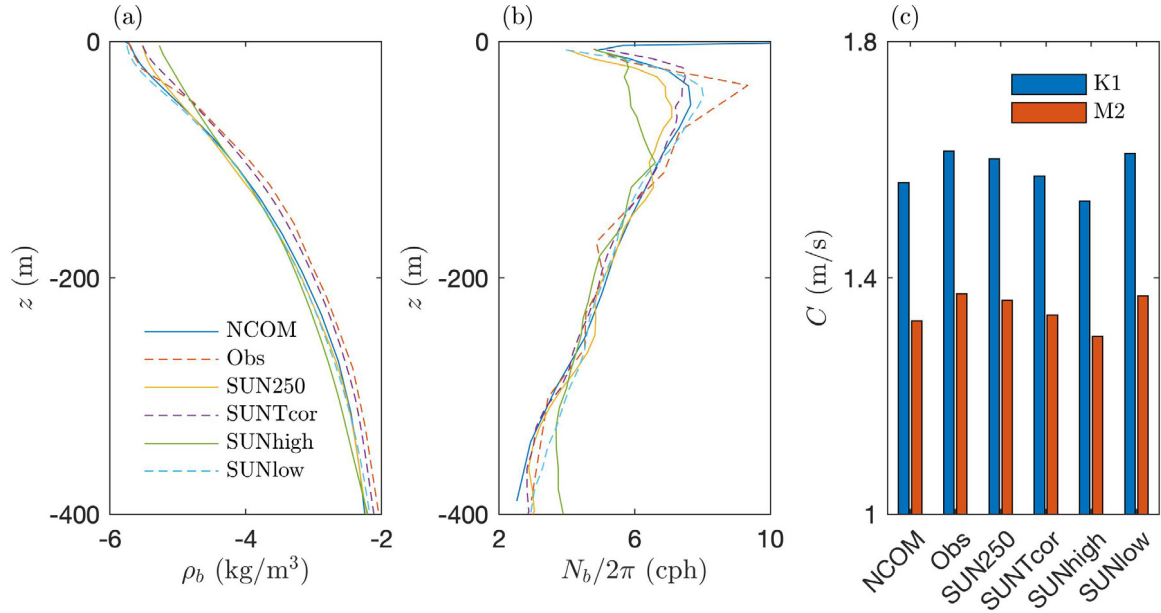 (a)
0
-200
-400
z (m)
-6
-4
-2
ρb (kg/m³)
NCOM
Obs
SUN250
SUNTcor
SUNhigh
SUNlow
(b)
0
-200
-400
z (m)
2
6
10
Nb/2π (cph)
(c)
1.8
1.4
1
C (m/s)
K1
M2
NCOM
Obs
SUN250
SUNTcor
SUNhigh
SUNlow